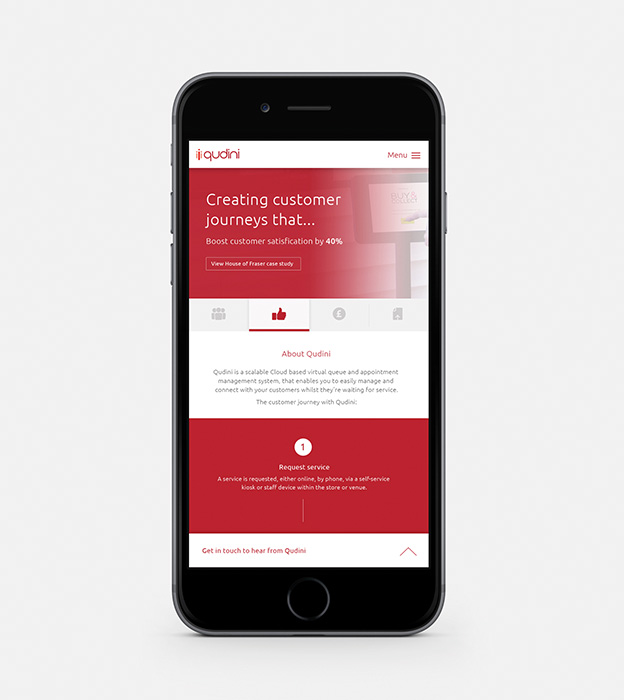 qudini
Menu
Creating customer
journeys that...
Boost customer satisfication by 40%
View House of Fraser case study
£
About Qudini
Qudini is a scalable Cloud based virtual queue and appointment
management system, that enables you to easily manage and
connect with your customers whilst they're waiting for service.
The customer journey with Qudini:
1
Request service
A service is requested, either online, by phone, via a self-service
kiosk or staff device within the store or venue.
Get in touch to hear from Qudini